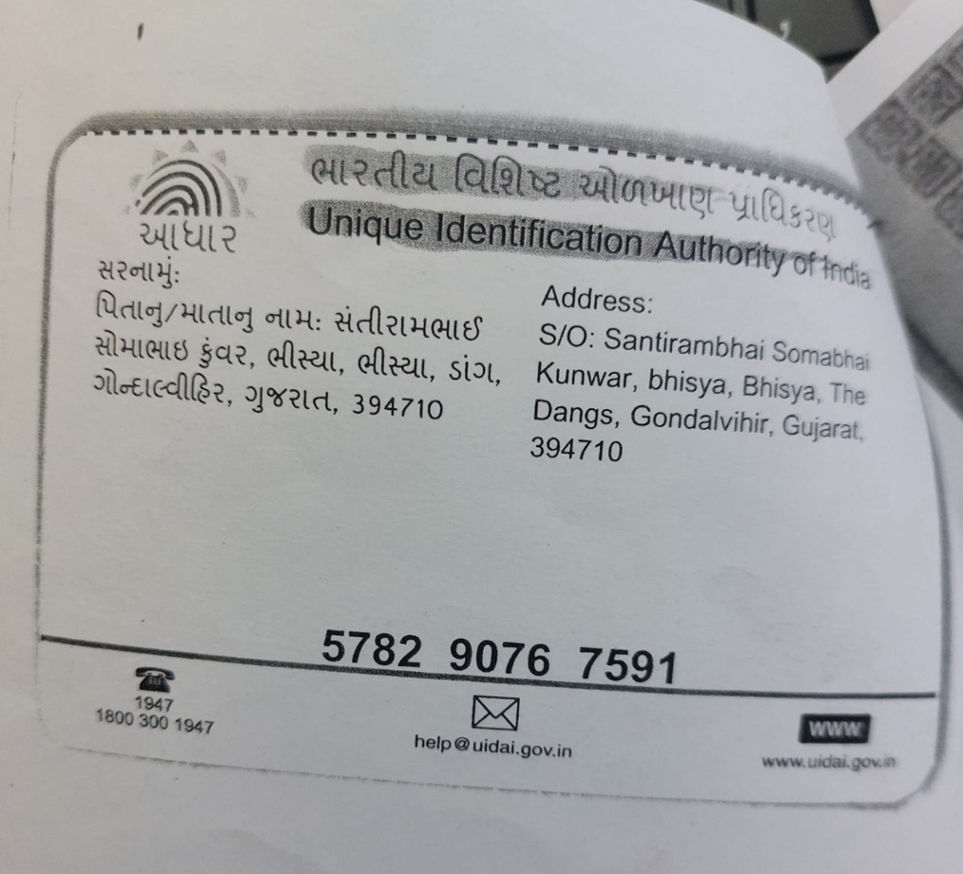 ભારતીય વિશિષ્ટ ઓળખાણ પ્રાધિકરણ
Unique Identification Authority of India
આધાર
સરનામું:
પિતાનુ/માતાનુ નામ: સંતીરામભાઈ
સોમાભાઇ કુંવર, ભીસ્યા, ભીસ્યા, ડાંગ,
ગોન્દાલ્વીહિર, ગુજરાત, 394710
Address:
S/O: Santirambhai Somabhai
Kunwar, bhisya, Bhisya, The
Dangs, Gondalvihir, Gujarat,
394710
5782 9076 7591
1947
1800 300 1947
help@uidai.gov.in
www
www.uidai.gov.in